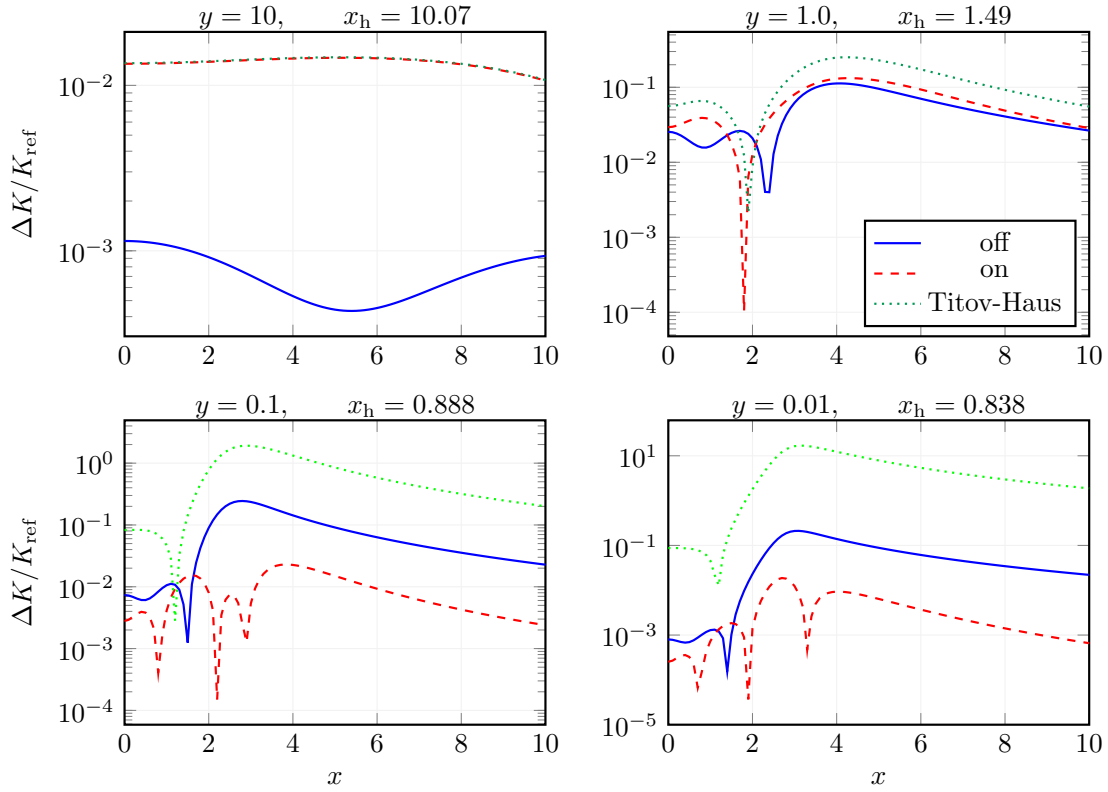 y = 10, x_h = 10.07
y = 1.0, x_h = 1.49
ΔK/K_ref
10^−2
10^−3
0 2 4 6 8 10
10^−1
10^−2
10^−3
10^−4
0 2 4 6 8 10
off
on
Titov-Haus
y = 0.1, x_h = 0.888
y = 0.01, x_h = 0.838
ΔK/K_ref
10^0
10^−1
10^−2
10^−3
10^−4
0 2 4 6 8 10
x
10^1
10^−1
10^−3
10^−5
0 2 4 6 8 10
x